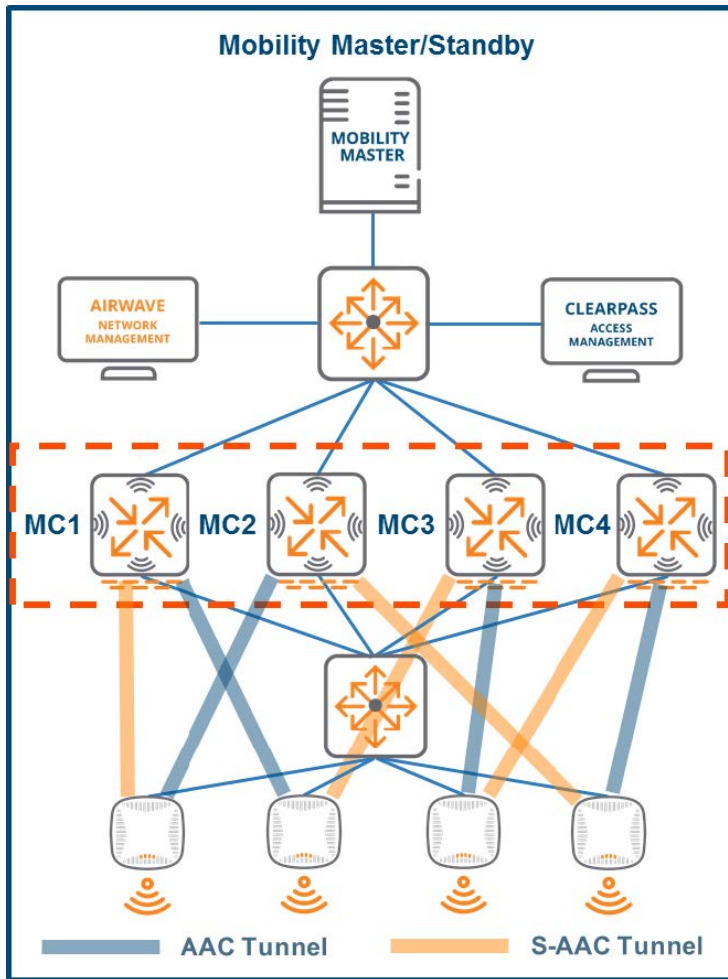 Mobility Master/Standby
MOBILITY
MASTER
AIRWAVE
NETWORK
MANAGEMENT
CLEARPASS
ACCESS
MANAGEMENT
MC1
MC2
MC3
MC4
AAC Tunnel
S-AAC Tunnel